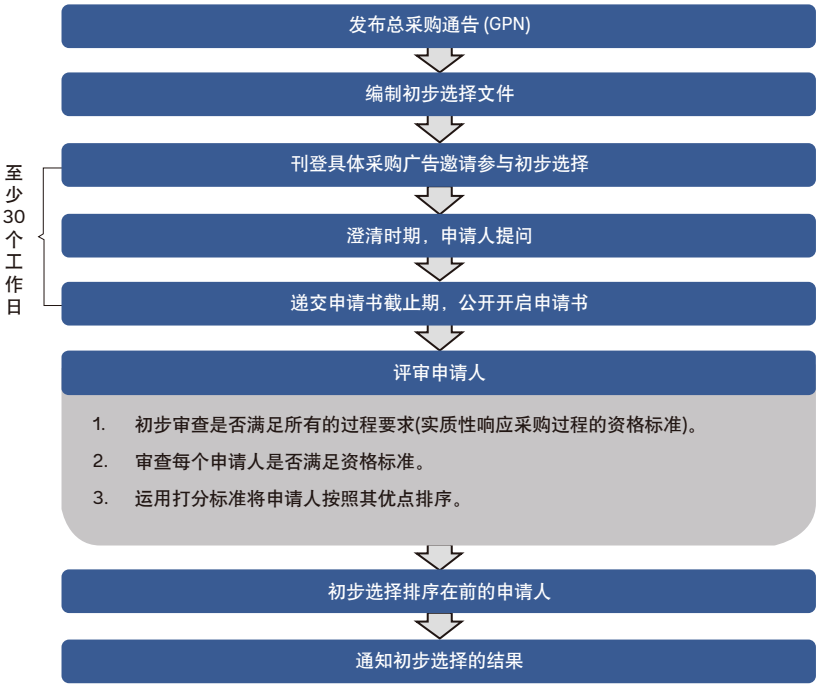 发布总采购通告 (GPN)
编制初步选择文件
刊登具体采购广告邀请参与初步选择
澄清时期，申请人提问
递交申请书截止期，公开开启申请书
至少30个工作日
评审申请人
1. 初步审查是否满足所有的过程要求(实质性响应采购过程的资格标准)。
2. 审查每个申请人是否满足资格标准。
3. 运用打分标准将申请人按照其优点排序。
初步选择排序在前的申请人
通知初步选择的结果